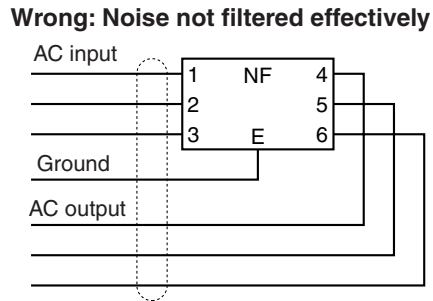 Wrong: Noise not filtered effectively
AC input
1 NF 4
2 5
3 E 6
Ground
AC output